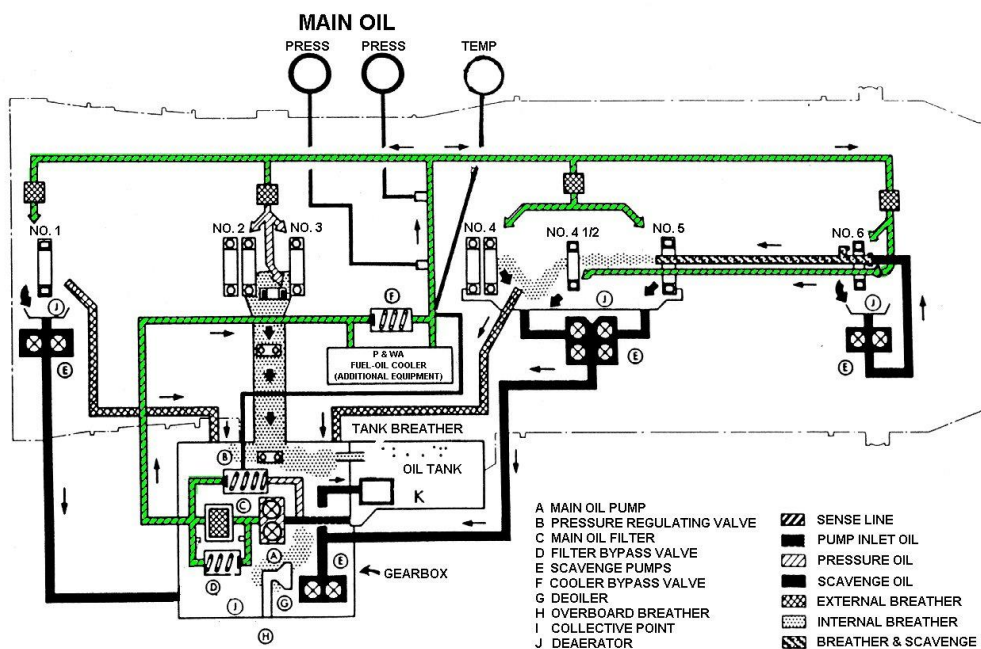 MAIN OIL
PRESS PRESS TEMP
NO. 1
NO. 2 NO. 3
NO. 4
NO. 4 1/2
NO. 5
NO. 6
J
E
F
P & WA
FUEL-OIL COOLER
(ADDITIONAL EQUIPMENT)
J
E
J
E
TANK BREATHER
OIL TANK
K
B
C
A
D
E
G
J
H
GEARBOX
A MAIN OIL PUMP
B PRESSURE REGULATING VALVE
C MAIN OIL FILTER
D FILTER BYPASS VALVE
E SCAVENGE PUMPS
F COOLER BYPASS VALVE
G DEOILER
H OVERBOARD BREATHER
I COLLECTIVE POINT
J DEAERATOR
SENSE LINE
PUMP INLET OIL
PRESSURE OIL
SCAVENGE OIL
EXTERNAL BREATHER
INTERNAL BREATHER
BREATHER & SCAVENGE